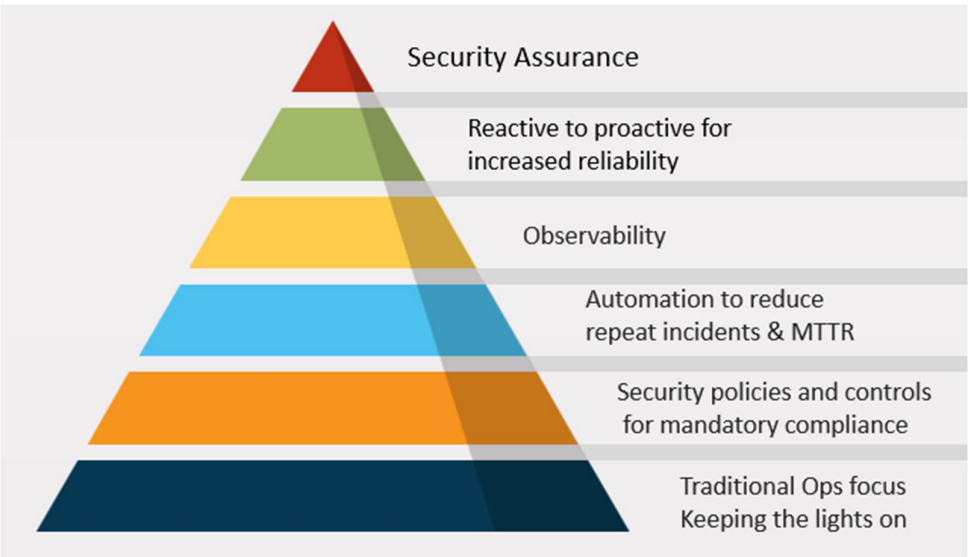 Security Assurance
Reactive to proactive for
increased reliability
Observability
Automation to reduce
repeat incidents & MTTR
Security policies and controls
for mandatory compliance
Traditional Ops focus
Keeping the lights on